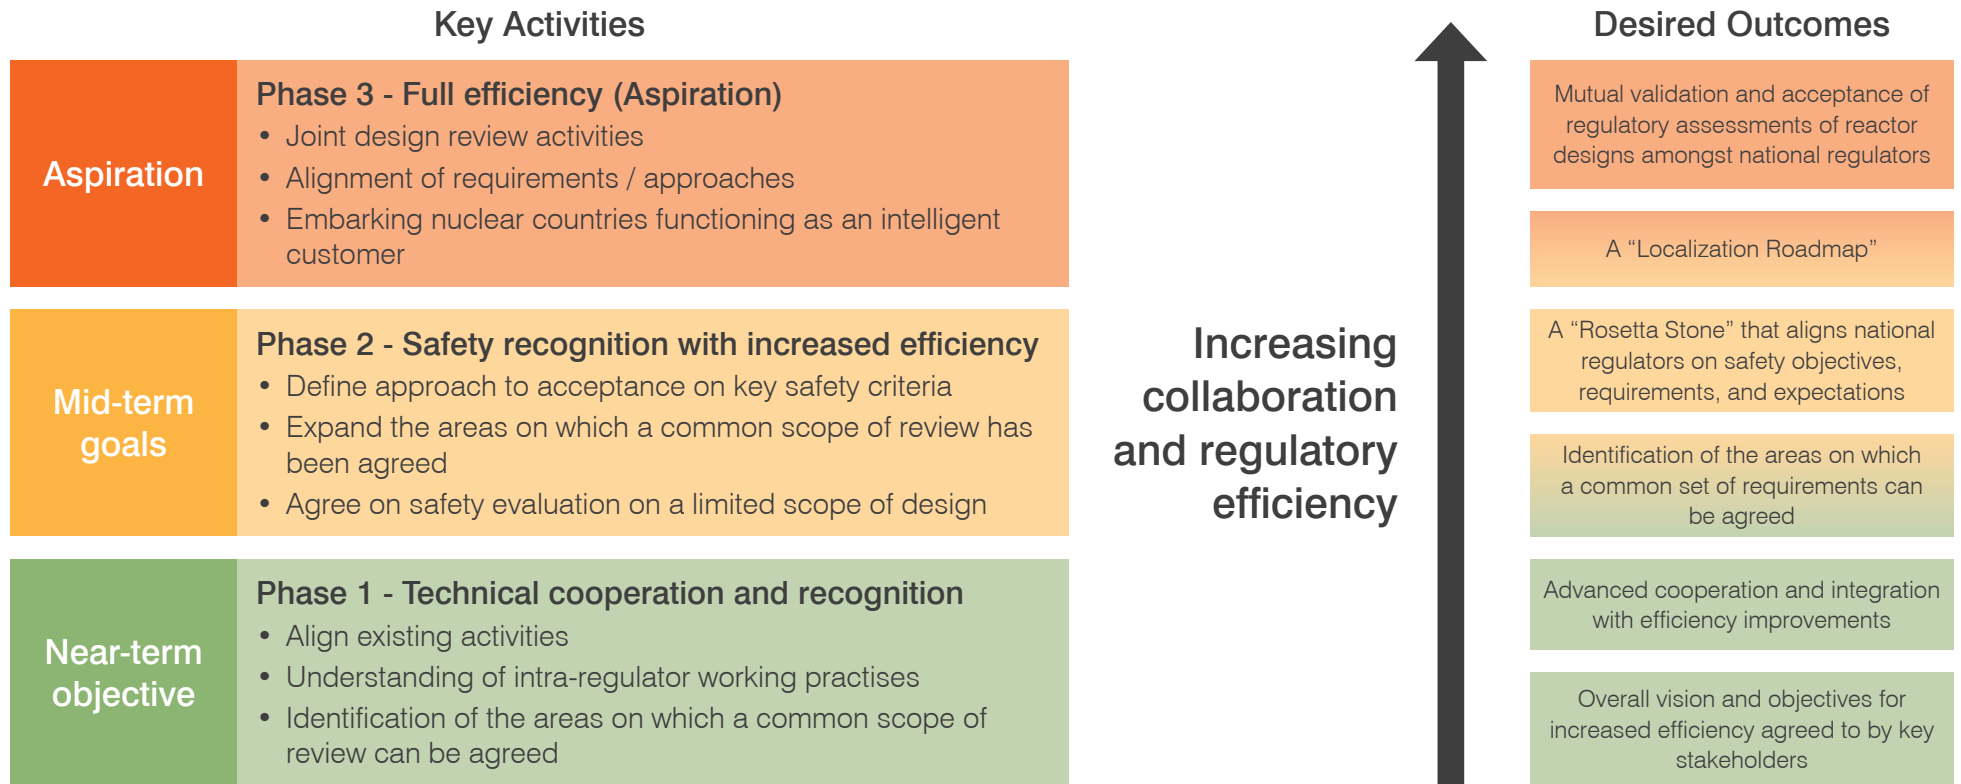 Key Activities
Aspiration
Phase 3 - Full efficiency (Aspiration)
• Joint design review activities
• Alignment of requirements / approaches
• Embarking nuclear countries functioning as an intelligent
customer
Mid-term
goals
Phase 2 - Safety recognition with increased efficiency
• Define approach to acceptance on key safety criteria
• Expand the areas on which a common scope of review has
been agreed
• Agree on safety evaluation on a limited scope of design
Near-term
objective
Phase 1 - Technical cooperation and recognition
• Align existing activities
• Understanding of intra-regulator working practises
• Identification of the areas on which a common scope of
review can be agreed
Increasing
collaboration
and regulatory
efficiency
Desired Outcomes
Mutual validation and acceptance of
regulatory assessments of reactor
designs amongst national regulators
A “Localization Roadmap”
A “Rosetta Stone” that aligns national
regulators on safety objectives,
requirements, and expectations
Identification of the areas on which
a common set of requirements can
be agreed
Advanced cooperation and integration
with efficiency improvements
Overall vision and objectives for
increased efficiency agreed to by key
stakeholders